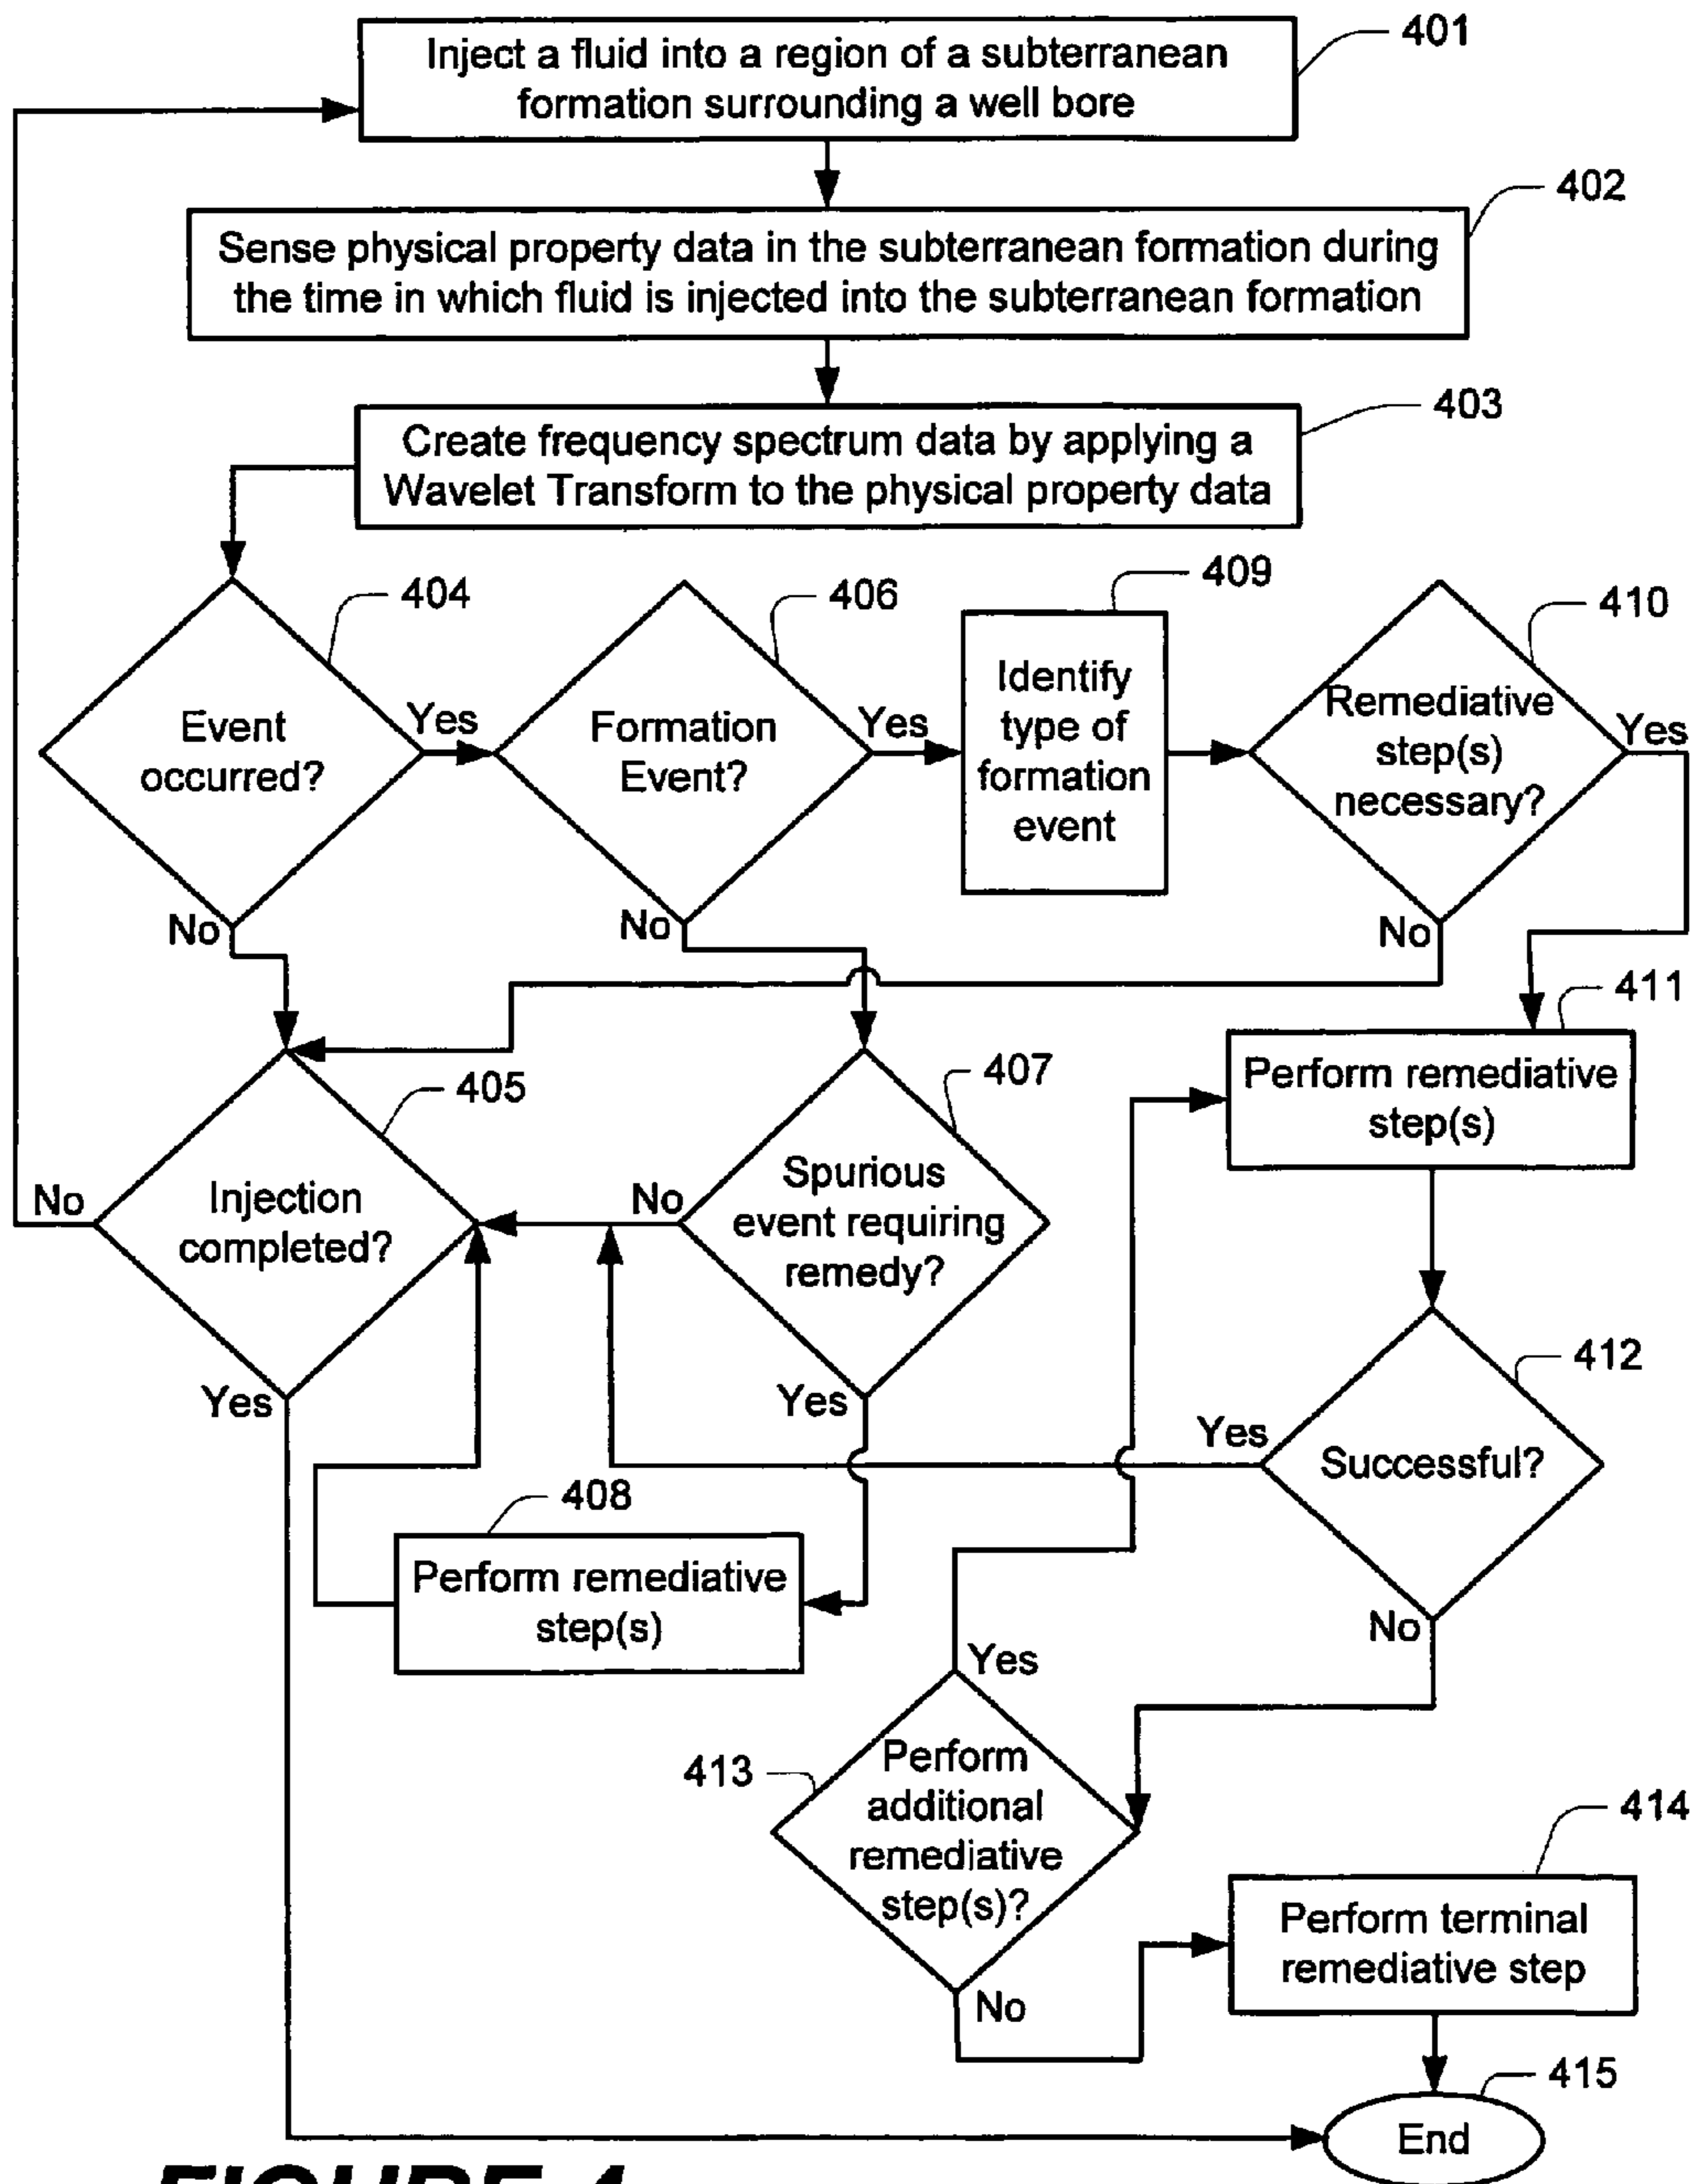 401
Inject a fluid into a region of a subterranean
formation surrounding a well bore
402
Sense physical property data in the subterranean formation during
the time in which fluid is injected into the subterranean formation
403
Create frequency spectrum data by applying a
Wavelet Transform to the physical property data
404
Event
occurred?
Yes
No
406
Formation
Event?
Yes
No
409
Identify
type of
formation
event
410
Remediative
step(s)
necessary?
Yes
No
411
Perform remediative
step(s)
405
Injection
completed?
No
Yes
407
Spurious
event requiring
remedy?
No
Yes
408
Perform remediative
step(s)
412
Successful?
Yes
No
413
Perform
additional
remediative
step(s)?
Yes
No
414
Perform terminal
remediative step
415
End
FIGURE 4